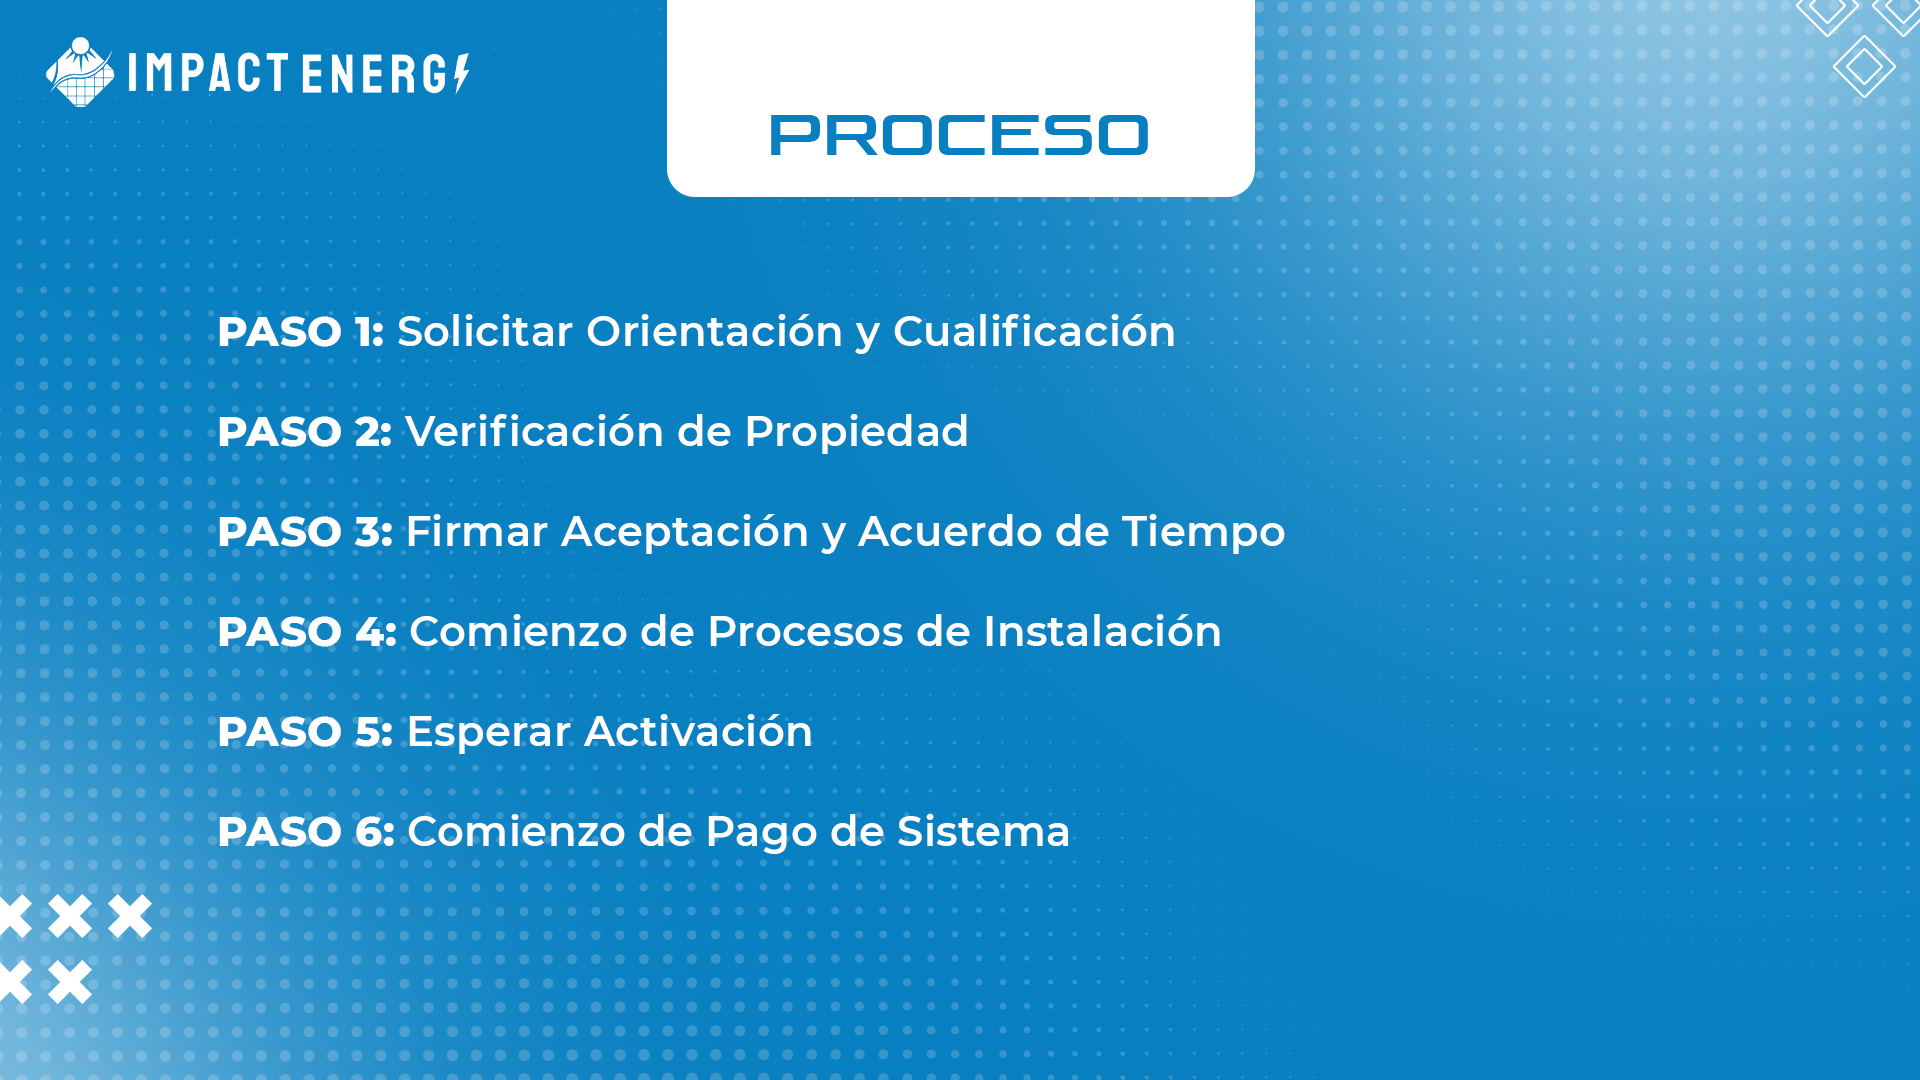 IMPACT ENERGY
PROCESO
PASO 1: Solicitar Orientación y Cualificación
PASO 2: Verificación de Propiedad
PASO 3: Firmar Aceptación y Acuerdo de Tiempo
PASO 4: Comienzo de Procesos de Instalación
PASO 5: Esperar Activación
PASO 6: Comienzo de Pago de Sistema